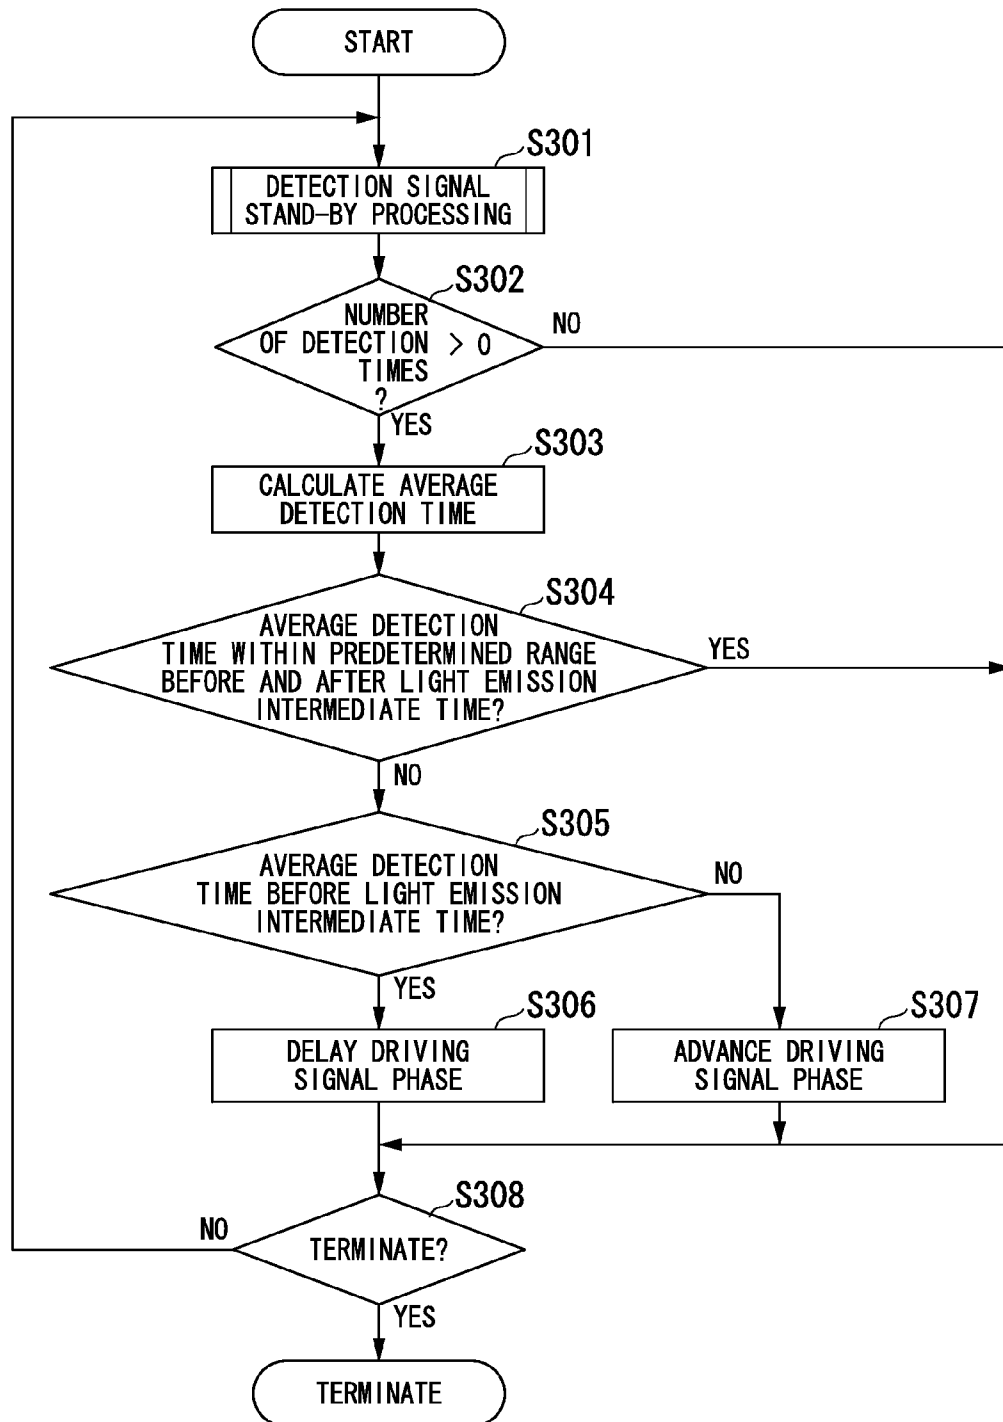 START
S301
DETECTION SIGNAL
STAND-BY PROCESSING
S302
NUMBER
OF DETECTION > 0
TIMES
?
NO
YES
S303
CALCULATE AVERAGE
DETECTION TIME
S304
AVERAGE DETECTION
TIME WITHIN PREDETERMINED RANGE
BEFORE AND AFTER LIGHT EMISSION
INTERMEDIATE TIME?
YES
NO
S305
AVERAGE DETECTION
TIME BEFORE LIGHT EMISSION
INTERMEDIATE TIME?
NO
YES
S306
DELAY DRIVING
SIGNAL PHASE
S307
ADVANCE DRIVING
SIGNAL PHASE
S308
TERMINATE?
NO
YES
TERMINATE